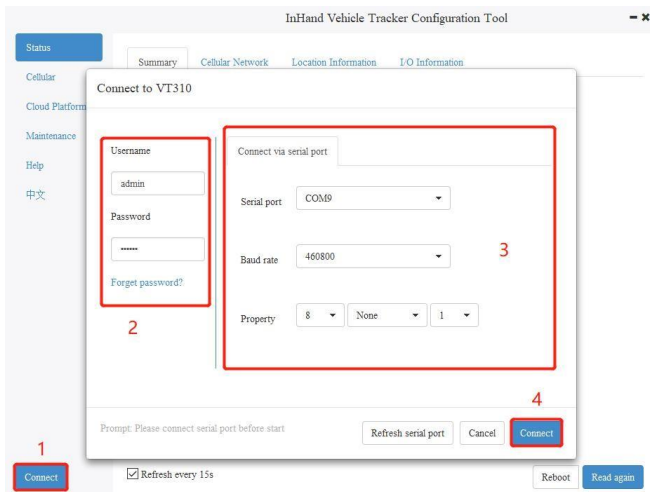 InHand Vehicle Tracker Configuration Tool
Status
Summary Cellular Network Location Information I/O Information
Cellular
Cloud Platform
Maintenance
Help
中文
Connect to VT310
Username
admin
Password
••••••
Forget password?
2
Connect via serial port
Serial port COM9
Baud rate 460800
3
Property 8 None 1
4
Prompt: Please connect serial port before start
Refresh serial port Cancel Connect
1
Connect
Refresh every 15s
Reboot Read again